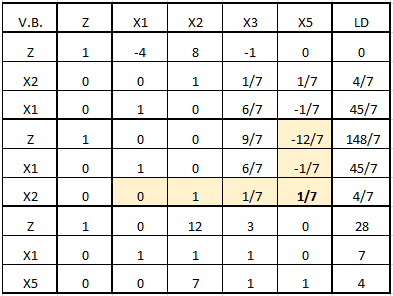 V.B. Z X1 X2 X3 X5 LD
Z 1 -4 8 -1 0 0
X2 0 0 1 1/7 1/7 4/7
X1 0 1 0 6/7 -1/7 45/7
Z 1 0 0 9/7 -12/7 148/7
X1 0 1 0 6/7 -1/7 45/7
X2 0 0 1 1/7 1/7 4/7
Z 1 0 12 3 0 28
X1 0 1 1 1 0 7
X5 0 0 7 1 1 4